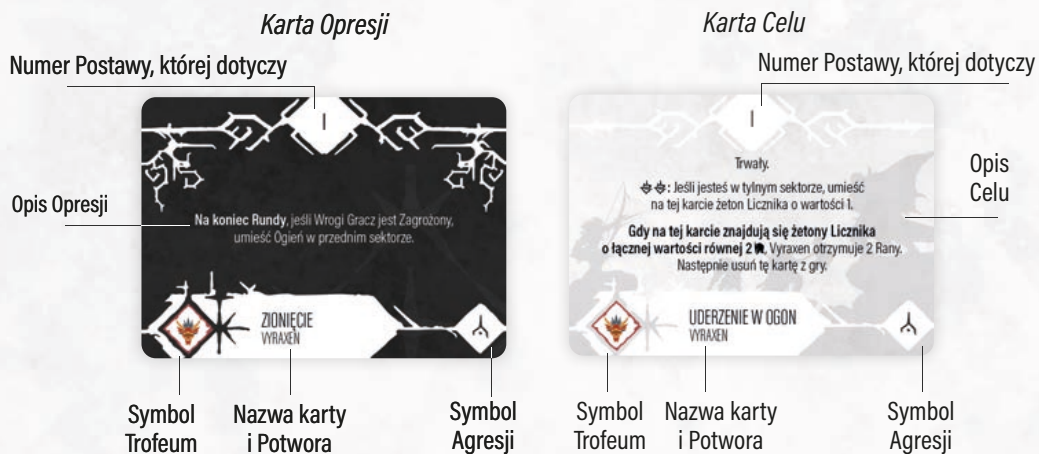 Karta Opresji
Numer Postawy, której dotyczy
I
Opis Opresji
Na koniec Rundy, jeśli Wrogi Gracz jest Zagrożony,
umieść Ogień w przednim sektorze.
ZIONIĘCIE
VYRAXEN
Symbol
Trofeum
Nazwa karty
i Potwora
Symbol
Agresji
Karta Celu
Numer Postawy, której dotyczy
I
Opis
Celu
Trwały.
: Jeśli jesteś w tylnym sektorze, umieść
na tej karcie żeton Licznika o wartości 1.
Gdy na tej karcie znajdują się żetony Licznika
o łącznej wartości równej 2, Vyraxen otrzymuje 2 Rany.
Następnie usuń tę kartę z gry.
UDERZENIE W OGON
VYRAXEN
Symbol
Trofeum
Nazwa karty
i Potwora
Symbol
Agresji